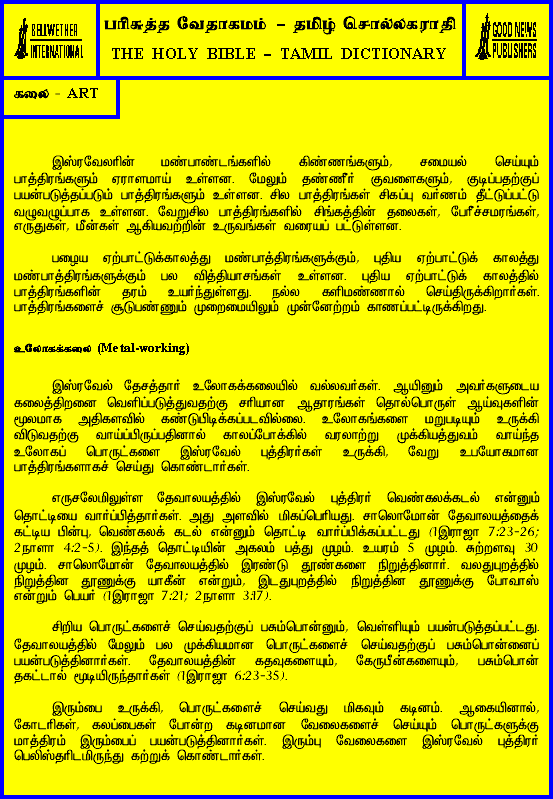 BELLWETHER
INTERNATIONAL
பரிசுத்த வேதாகமம் – தமிழ் சொல்லகராதி
THE HOLY BIBLE – TAMIL DICTIONARY
GOOD NEWS
PUBLISHERS
கலை - ART
இஸ்ரவேலரின் மண்பாண்டங்களில் கிண்ணங்களும், சமையல் செய்யும்
பாத்திரங்களும் ஏராளமாய் உள்ளன. மேலும் தண்ணீர் குவளைகளும், குடிப்பதற்குப்
பயன்படுத்தப்படும் பாத்திரங்களும் உள்ளன. சில பாத்திரங்கள் சிகப்பு வர்ணம் தீட்டுப்பட்டு
வழுவழுப்பாக உள்ளன. வேறுசில பாத்திரங்களில் சிங்கத்தின் தலைகள், பேரீச்சமரங்கள்,
எருதுகள், மீன்கள் ஆகியவற்றின் உருவங்கள் வரையப் பட்டுள்ளன.
பழைய ஏற்பாட்டுக்காலத்து மண்பாத்திரங்களுக்கும், புதிய ஏற்பாட்டுக் காலத்து
மண்பாத்திரங்களுக்கும் பல வித்தியாசங்கள் உள்ளன. புதிய ஏற்பாட்டுக் காலத்தில்
பாத்திரங்களின் தரம் உயர்ந்துள்ளது. நல்ல களிமண்ணால் செய்திருக்கிறார்கள்.
பாத்திரங்களைச் சூடுபண்ணும் முறைமையிலும் முன்னேற்றம் காணப்பட்டிருக்கிறது.
உலோகக்கலை (Metal-working)
இஸ்ரவேல் தேசத்தார் உலோகக்கலையில் வல்லவர்கள். ஆயினும் அவர்களுடைய
கலைத்திறனை வெளிப்படுத்துவதற்கு சரியான ஆதாரங்கள் தொல்பொருள் ஆய்வுகளின்
மூலமாக அதிகளவில் கண்டுபிடிக்கப்படவில்லை. உலோகங்களை மறுபடியும் உருக்கி
விடுவதற்கு வாய்ப்பிருப்பதினால் காலப்போக்கில் வரலாற்று முக்கியத்துவம் வாய்ந்த
உலோகப் பொருட்களை இஸ்ரவேல் புத்திரர்கள் உருக்கி, வேறு உபயோகமான
பாத்திரங்களாகச் செய்து கொண்டார்கள்.
எருசலேமிலுள்ள தேவாலயத்தில் இஸ்ரவேல் புத்திரர் வெண்கலக்கடல் என்னும்
தொட்டியை வார்ப்பித்தார்கள். அது அளவில் மிகப்பெரியது. சாலொமோன் தேவாலயத்தைக்
கட்டிய பின்பு, வெண்கலக் கடல் என்னும் தொட்டி வார்ப்பிக்கப்பட்டது (1இராஜா 7:23-26;
2நாளா 4:2-5). இந்தத் தொட்டியின் அகலம் பத்து முழம். உயரம் 5 முழம். சுற்றளவு 30
முழம். சாலொமோன் தேவாலயத்தில் இரண்டு தூண்களை நிறுத்தினார். வலதுபுறத்தில்
நிறுத்தின தூணுக்கு யாகீன் என்றும், இடதுபுறத்தில் நிறுத்தின தூணுக்கு போவாஸ்
என்றும் பெயர் (1இராஜா 7:21; 2நாளா 3:17).
சிறிய பொருட்களைச் செய்வதற்குப் பசும்பொன்னும், வெள்ளியும் பயன்படுத்தப்பட்டது.
தேவாலயத்தில் மேலும் பல முக்கியமான பொருட்களைச் செய்வதற்குப் பசும்பொன்னைப்
பயன்படுத்தினார்கள். தேவாலயத்தின் கதவுகளையும், கேருபீன்களையும், பசும்பொன்
தகட்டால் மூடியிருந்தார்கள் (1இராஜா 6:23-35).
இரும்பை உருக்கி, பொருட்களைச் செய்வது மிகவும் கடினம். ஆகையினால்,
கோடரிகள், கலப்பைகள் போன்ற கடினமான வேலைகளைச் செய்யும் பொருட்களுக்கு
மாத்திரம் இரும்பைப் பயன்படுத்தினார்கள். இரும்பு வேலைகளை இஸ்ரவேல் புத்திரர்
பெலிஸ்தரிடமிருந்து கற்றுக் கொண்டார்கள்.